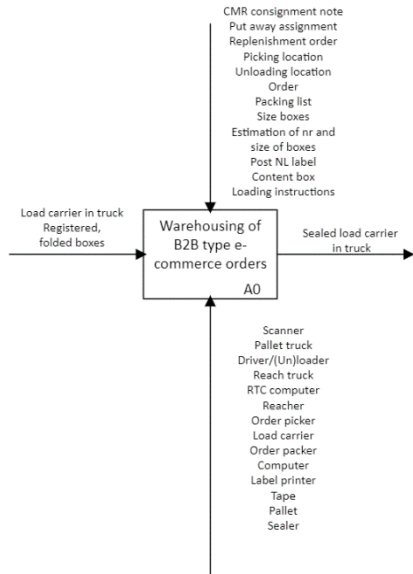 CMR consignment note
Put away assignment
Replenishment order
Picking location
Unloading location
Order
Packing list
Size boxes
Estimation of nr and
size of boxes
Post NL label
Content box
Loading instructions
Load carrier in truck
Registered,
folded boxes
Warehousing of
B2B type e-
commerce orders
A0
Sealed load carrier
in truck
Scanner
Pallet truck
Driver/(Un)loader
Reach truck
RTC computer
Reacher
Order picker
Load carrier
Order packer
Computer
Label printer
Tape
Pallet
Sealer